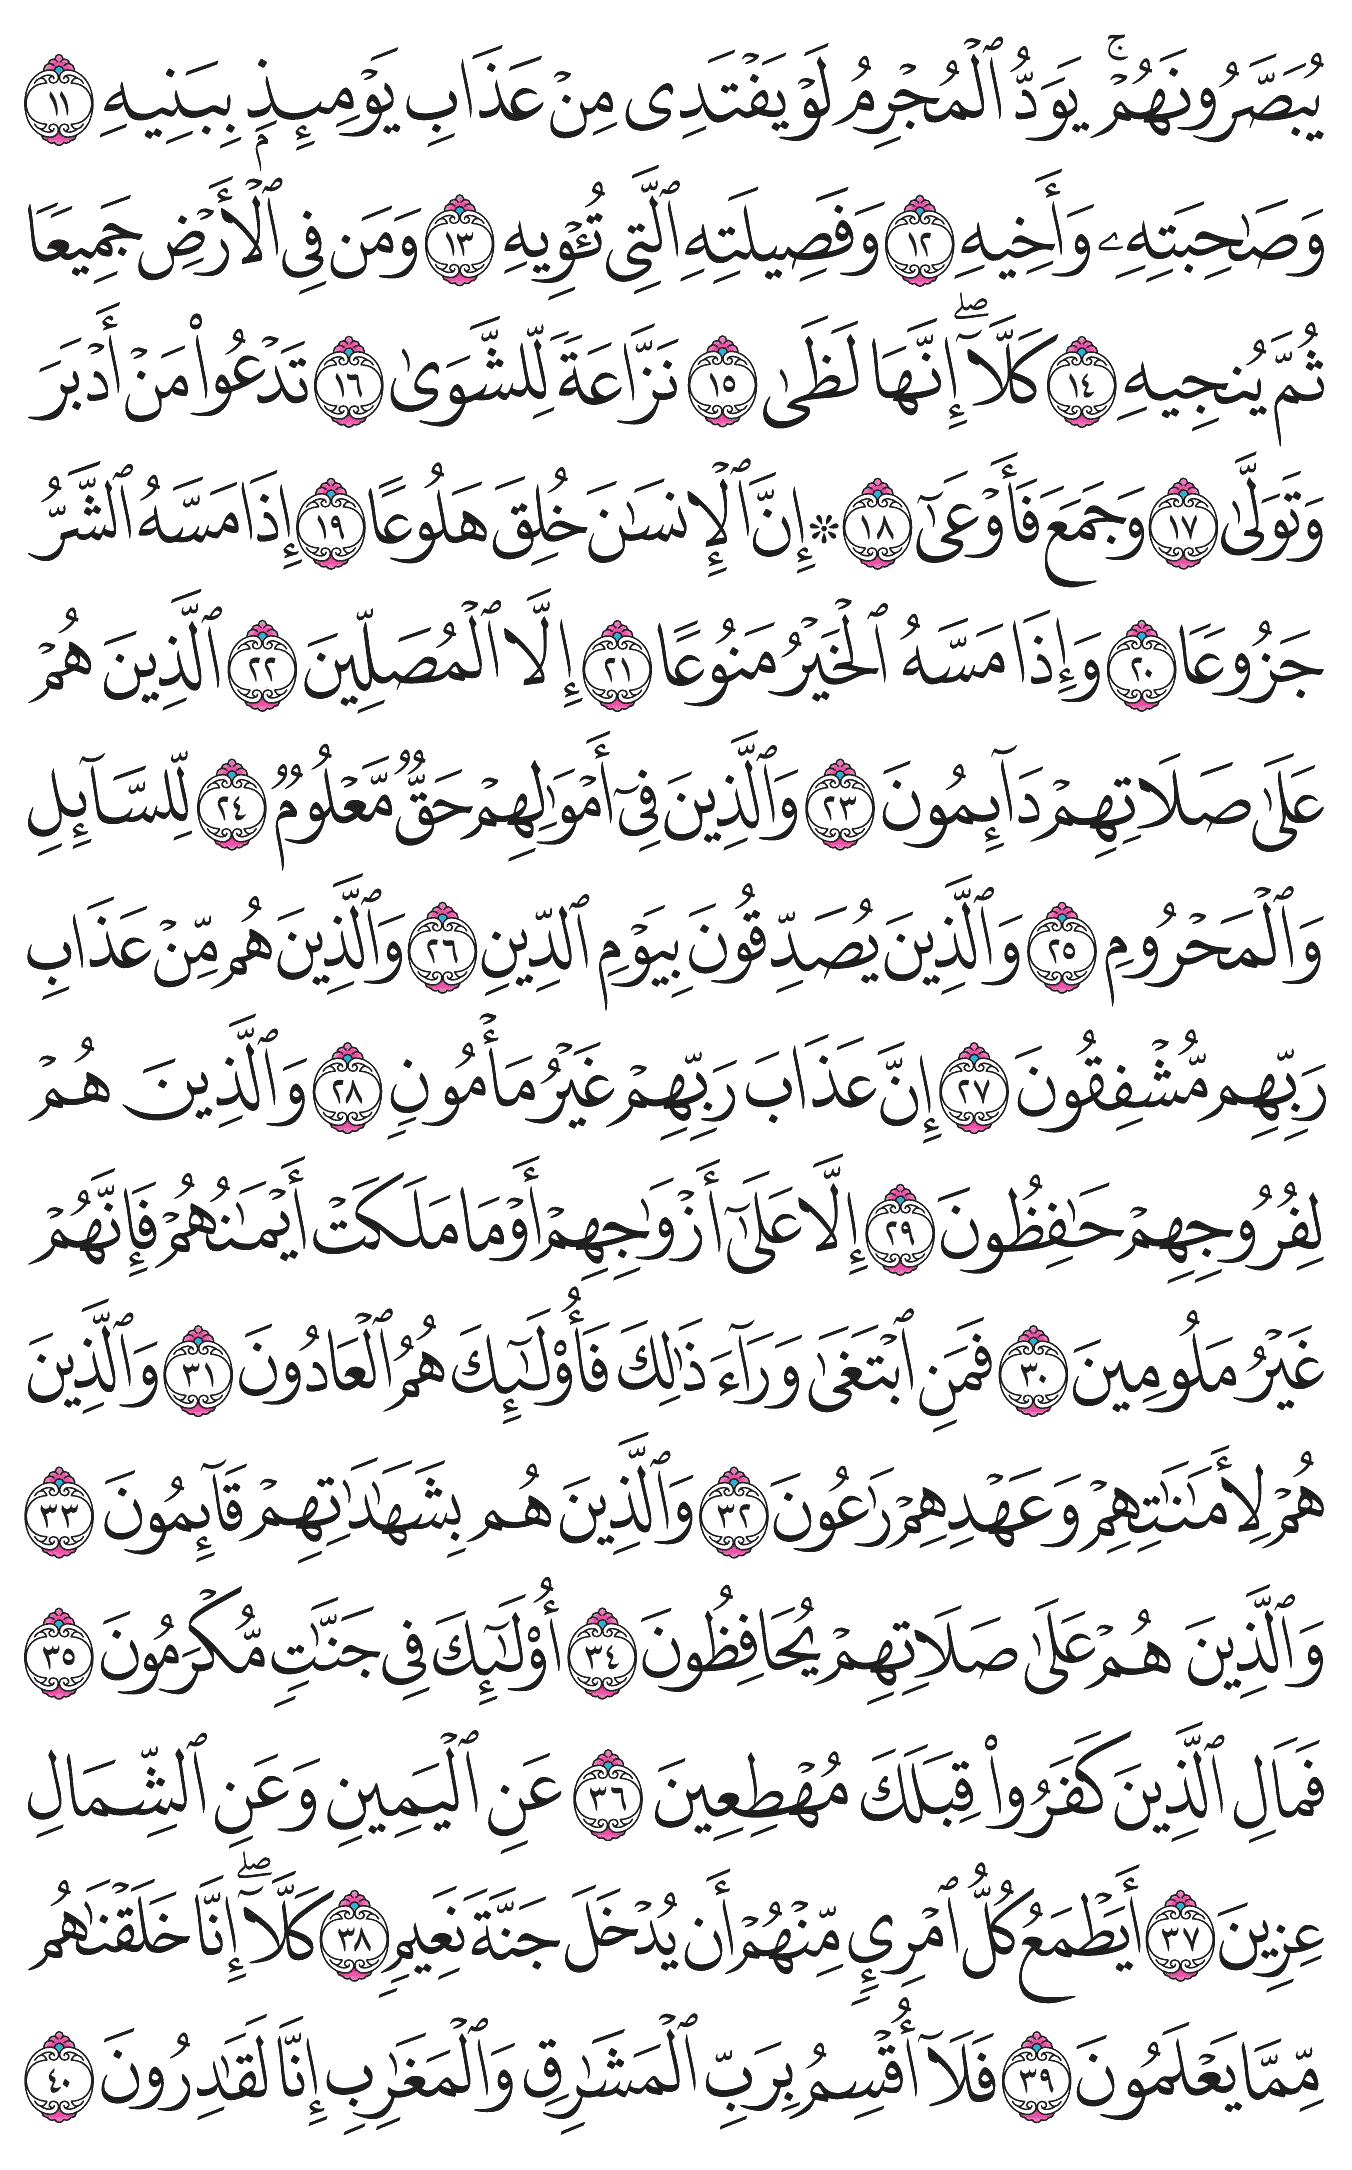 يُبَصَّرُونَهُمْۚ يَوَدُّ ٱلْمُجْرِمُ لَوْ يَفْتَدِى مِنْ عَذَابِ يَوْمِئِذٍۭ بِبَنِيهِ ١١
وَصَٰحِبَتِهِۦ وَأَخِيهِ ١٢ وَفَصِيلَتِهِ ٱلَّتِى تُـْٔوِيهِ ١٣ وَمَن فِى ٱلْأَرْضِ جَمِيعًا
ثُمَّ يُنجِيهِ ١٤ كَلَّآۖ إِنَّهَا لَظَىٰ ١٥ نَزَّاعَةً لِّلشَّوَىٰ ١٦ تَدْعُوا۟ مَنْ أَدْبَرَ
وَتَوَلَّىٰ ١٧ وَجَمَعَ فَأَوْعَىٰٓ ١٨ ۞ إِنَّ ٱلْإِنسَٰنَ خُلِقَ هَلُوعًا ١٩ إِذَا مَسَّهُ ٱلشَّرُّ
جَزُوعًا ٢٠ وَإِذَا مَسَّهُ ٱلْخَيْرُ مَنُوعًا ٢١ إِلَّا ٱلْمُصَلِّينَ ٢٢ ٱلَّذِينَ هُمْ
عَلَىٰ صَلَاتِهِمْ دَآئِمُونَ ٢٣ وَٱلَّذِينَ فِىٓ أَمْوَٰلِهِمْ حَقٌّ مَّعْلُومٌ ٢٤ لِّلسَّآئِلِ
وَٱلْمَحْرُومِ ٢٥ وَٱلَّذِينَ يُصَدِّقُونَ بِيَوْمِ ٱلدِّينِ ٢٦ وَٱلَّذِينَ هُم مِّنْ عَذَابِ
رَبِّهِم مُّشْفِقُونَ ٢٧ إِنَّ عَذَابَ رَبِّهِمْ غَيْرُ مَأْمُونٍ ٢٨ وَٱلَّذِينَ هُمْ
لِفُرُوجِهِمْ حَٰفِظُونَ ٢٩ إِلَّا عَلَىٰٓ أَزْوَٰجِهِمْ أَوْ مَا مَلَكَتْ أَيْمَٰنُهُمْ فَإِنَّهُمْ
غَيْرُ مَلُومِينَ ٣٠ فَمَنِ ٱبْتَغَىٰ وَرَآءَ ذَٰلِكَ فَأُو۟لَٰٓئِكَ هُمُ ٱلْعَادُونَ ٣١ وَٱلَّذِينَ
هُمْ لِأَمَٰنَٰتِهِمْ وَعَهْدِهِمْ رَٰعُونَ ٣٢ وَٱلَّذِينَ هُم بِشَهَٰدَٰتِهِمْ قَآئِمُونَ ٣٣
وَٱلَّذِينَ هُمْ عَلَىٰ صَلَاتِهِمْ يُحَافِظُونَ ٣٤ أُو۟لَٰٓئِكَ فِى جَنَّٰتٍ مُّكْرَمُونَ ٣٥
فَمَالِ ٱلَّذِينَ كَفَرُوا۟ قِبَلَكَ مُهْطِعِينَ ٣٦ عَنِ ٱلْيَمِينِ وَعَنِ ٱلشِّمَالِ
عِزِينَ ٣٧ أَيَطْمَعُ كُلُّ ٱمْرِئٍ مِّنْهُمْ أَن يُدْخَلَ جَنَّةَ نَعِيمٍ ٣٨ كَلَّآۖ إِنَّا خَلَقْنَٰهُم
مِّمَّا يَعْلَمُونَ ٣٩ فَلَآ أُقْسِمُ بِرَبِّ ٱلْمَشَٰرِقِ وَٱلْمَغَٰرِبِ إِنَّا لَقَٰدِرُونَ ٤٠